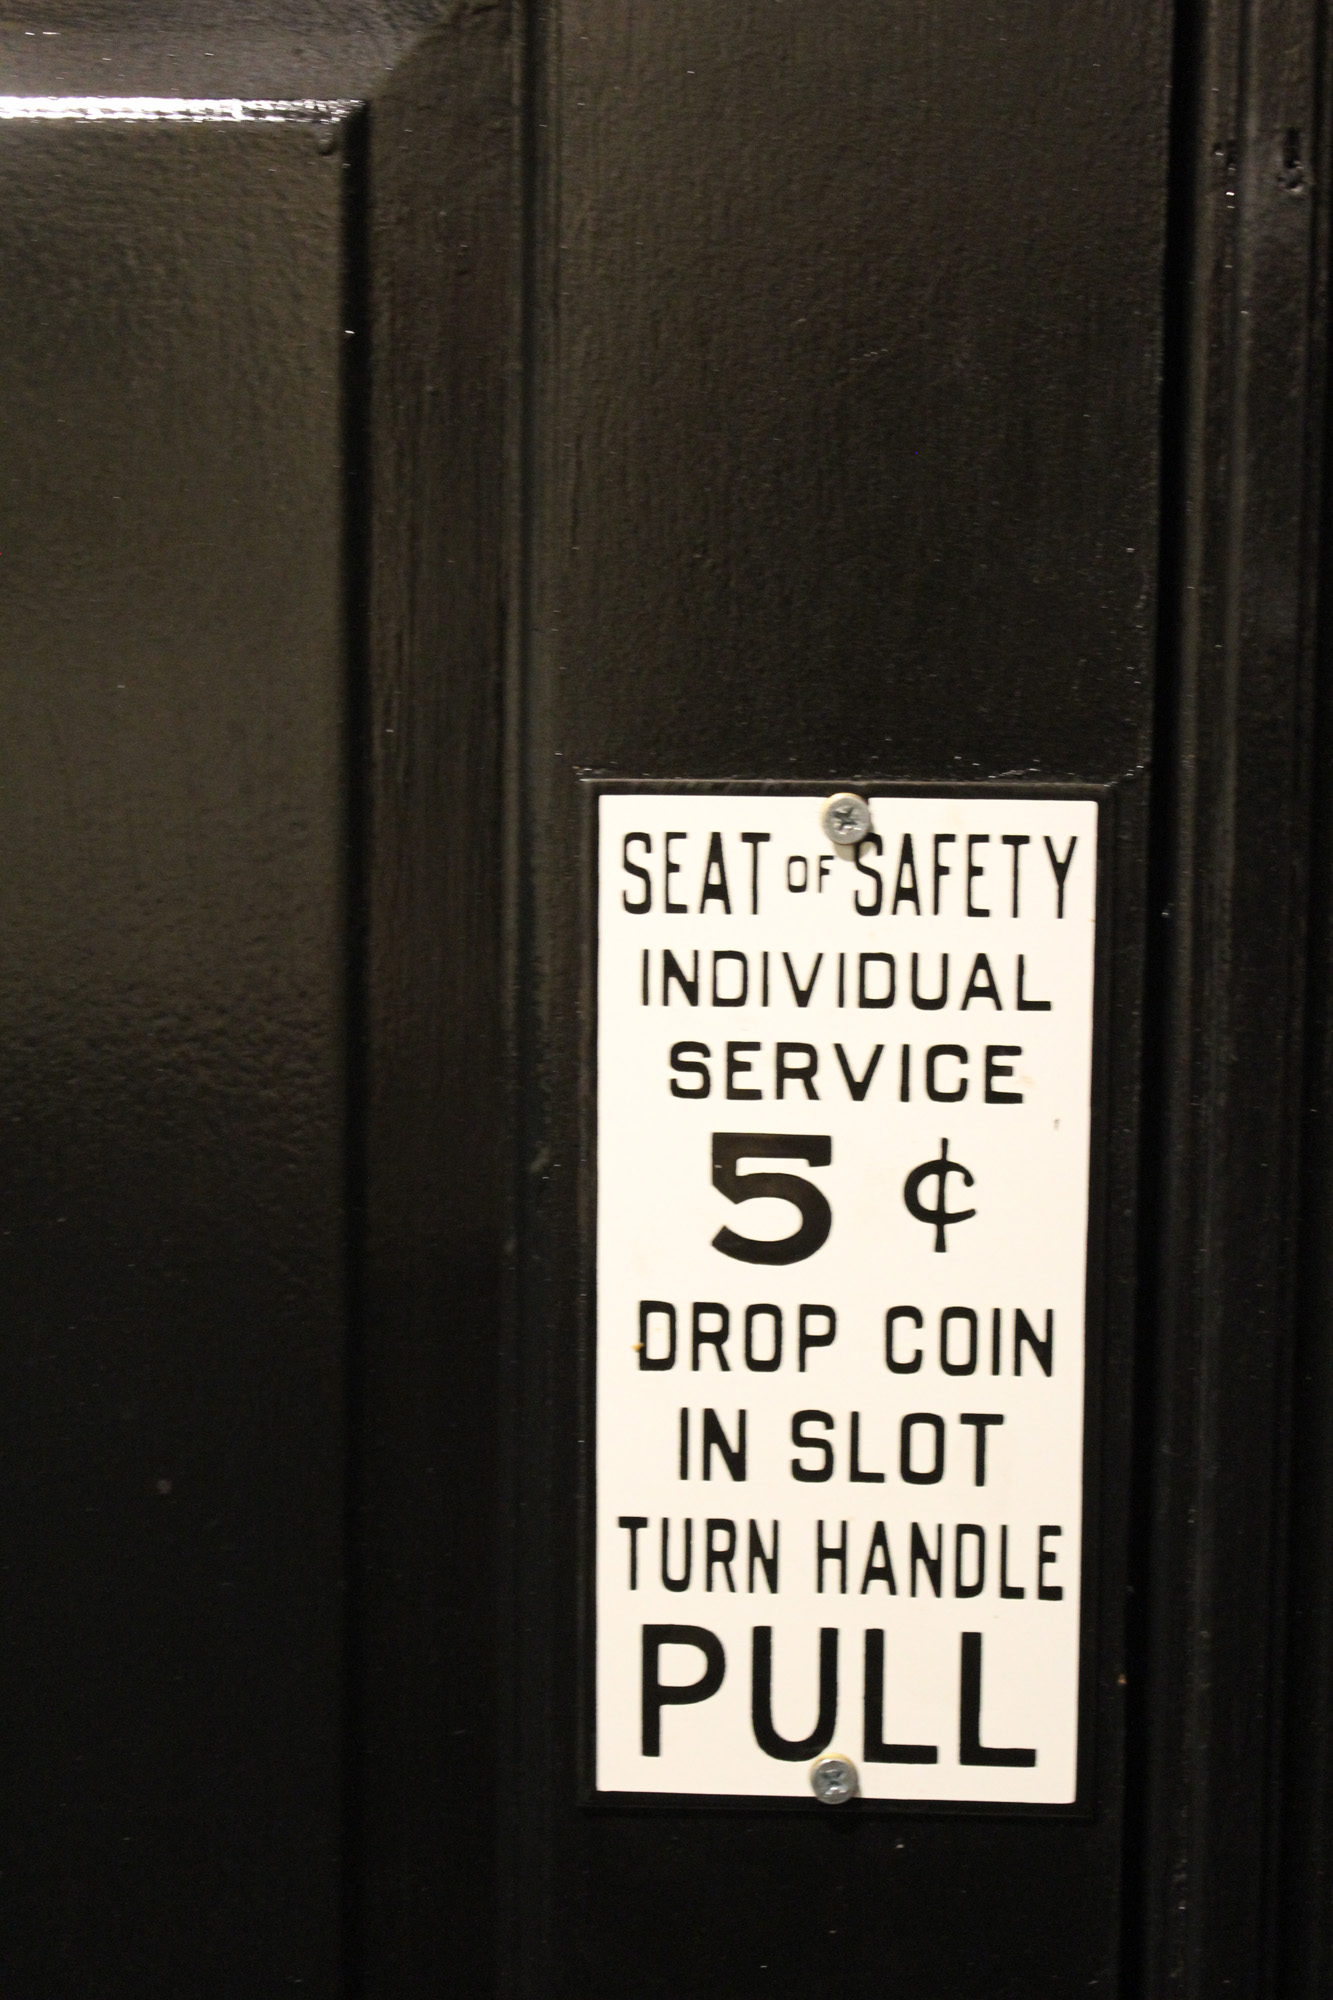 SEAT OF SAFETY
INDIVIDUAL
SERVICE
5 ¢
DROP COIN
IN SLOT
TURN HANDLE
PULL